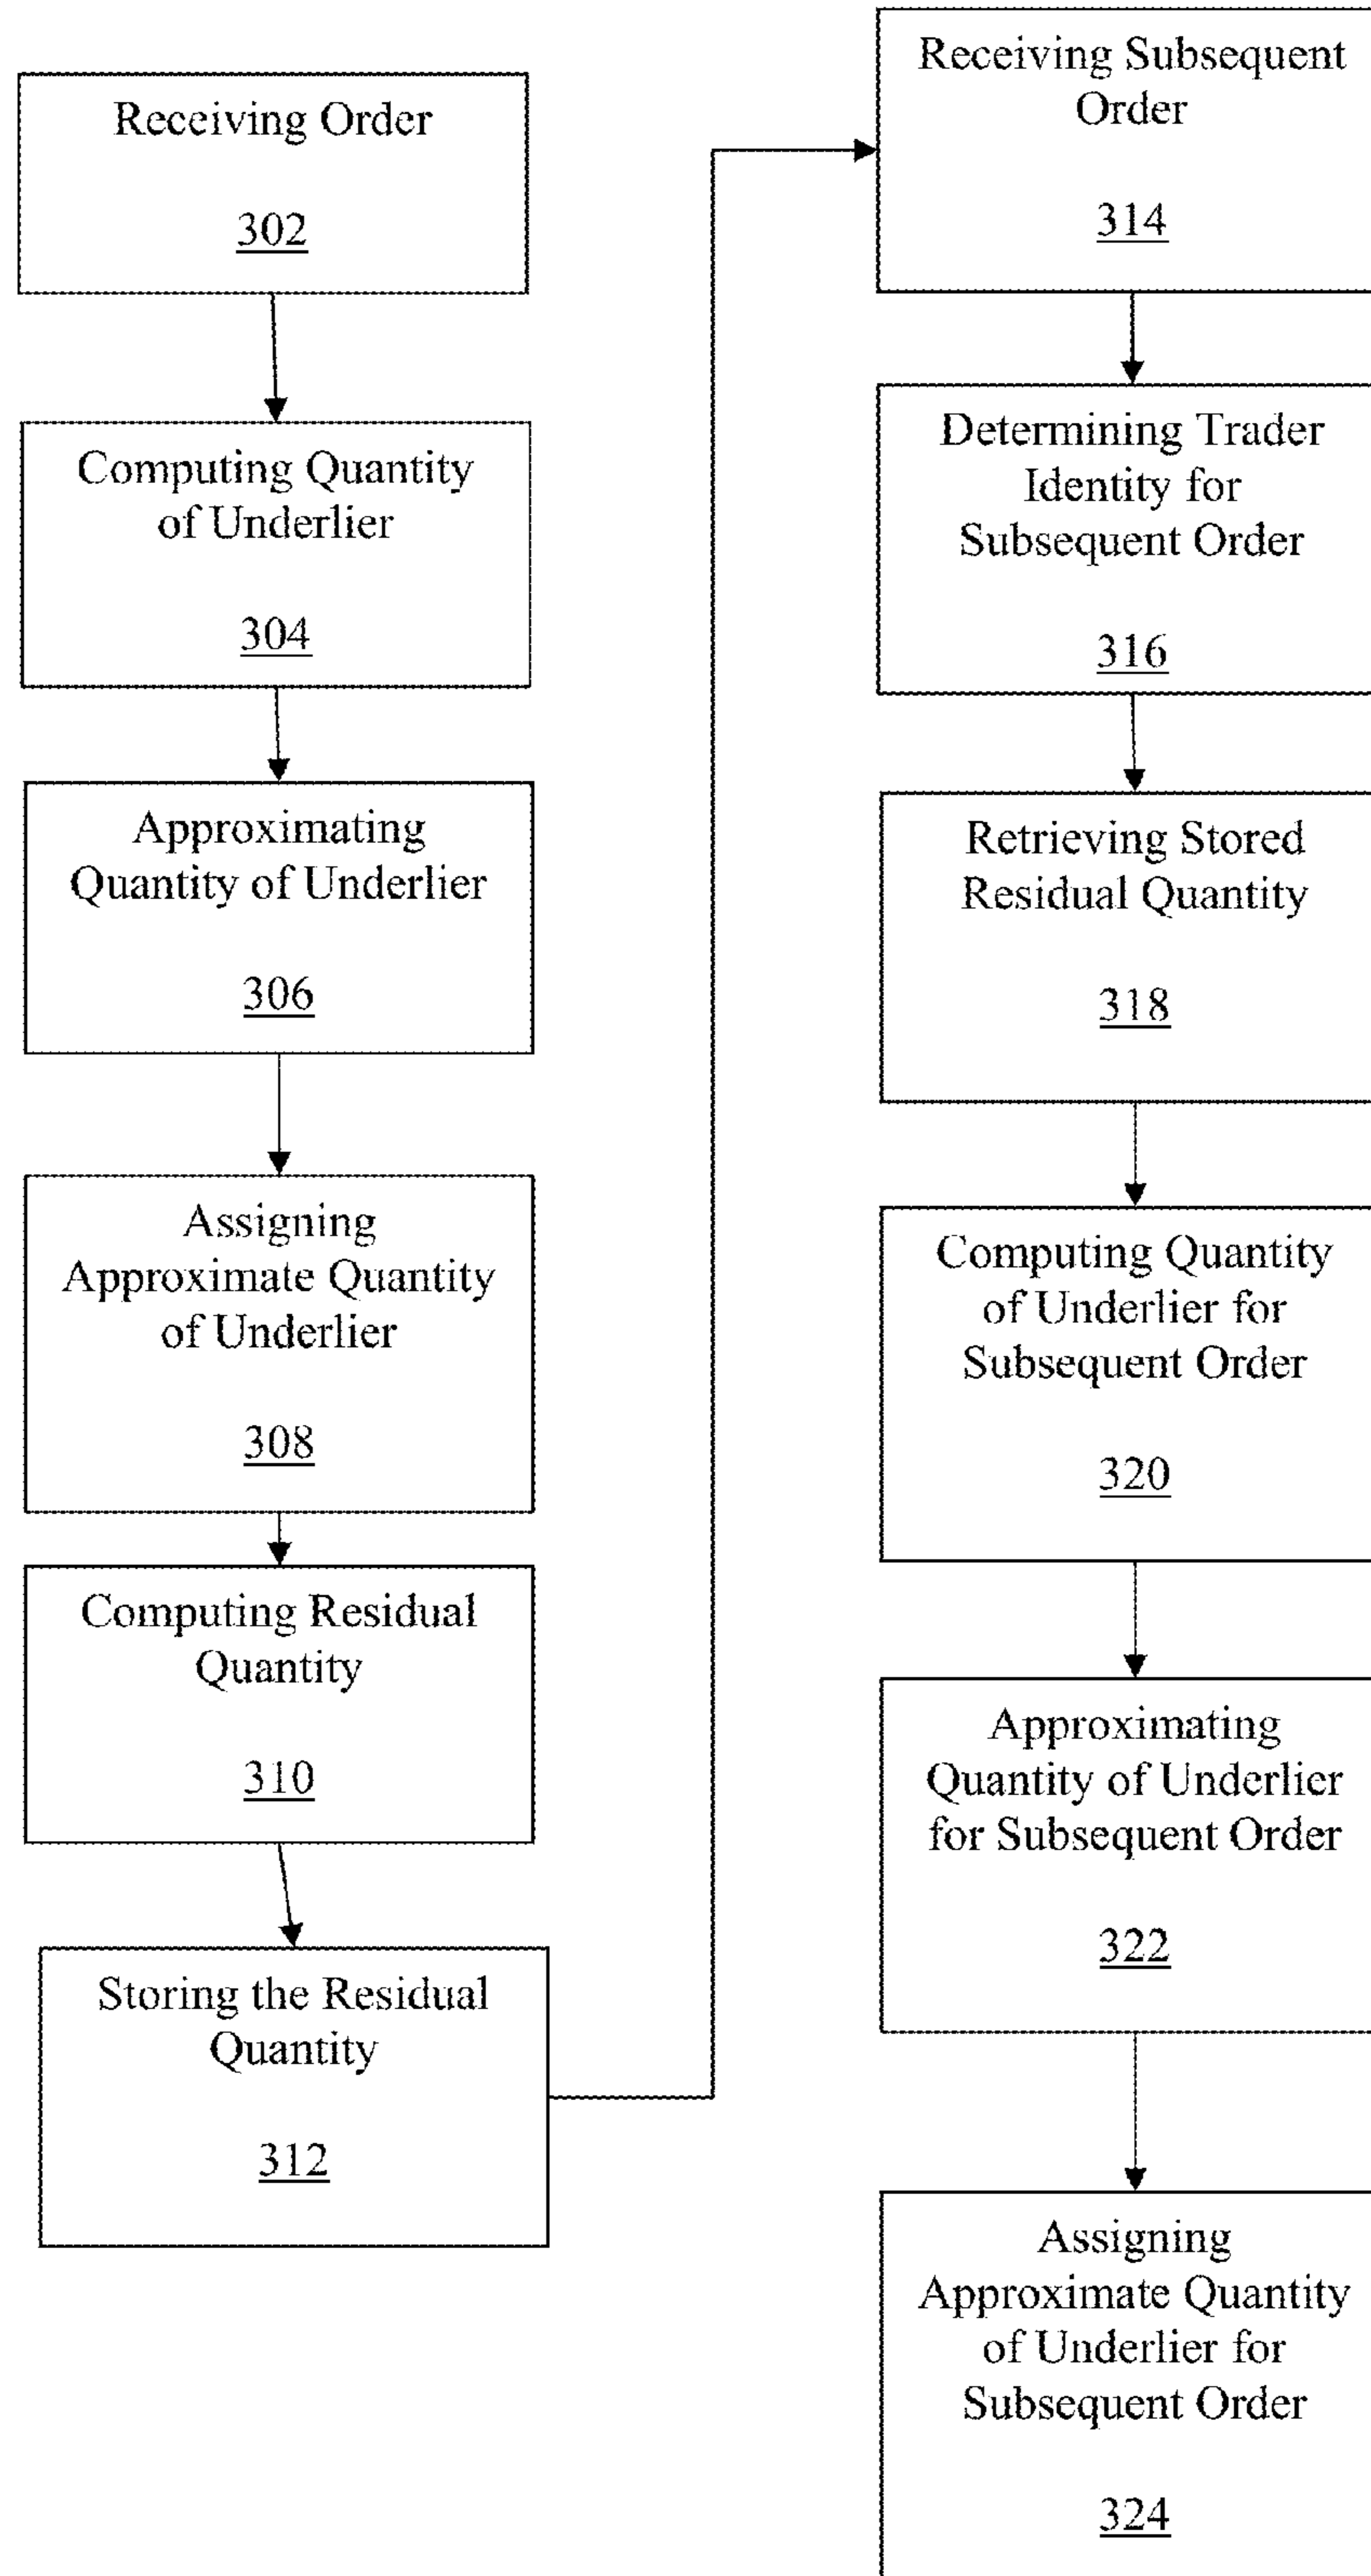 Receiving Order
302
Computing Quantity
of Underlier
304
Approximating
Quantity of Underlier
306
Assigning
Approximate Quantity
of Underlier
308
Computing Residual
Quantity
310
Storing the Residual
Quantity
312
Receiving Subsequent
Order
314
Determining Trader
Identity for
Subsequent Order
316
Retrieving Stored
Residual Quantity
318
Computing Quantity
of Underlier for
Subsequent Order
320
Approximating
Quantity of Underlier
for Subsequent Order
322
Assigning
Approximate Quantity
of Underlier for
Subsequent Order
324